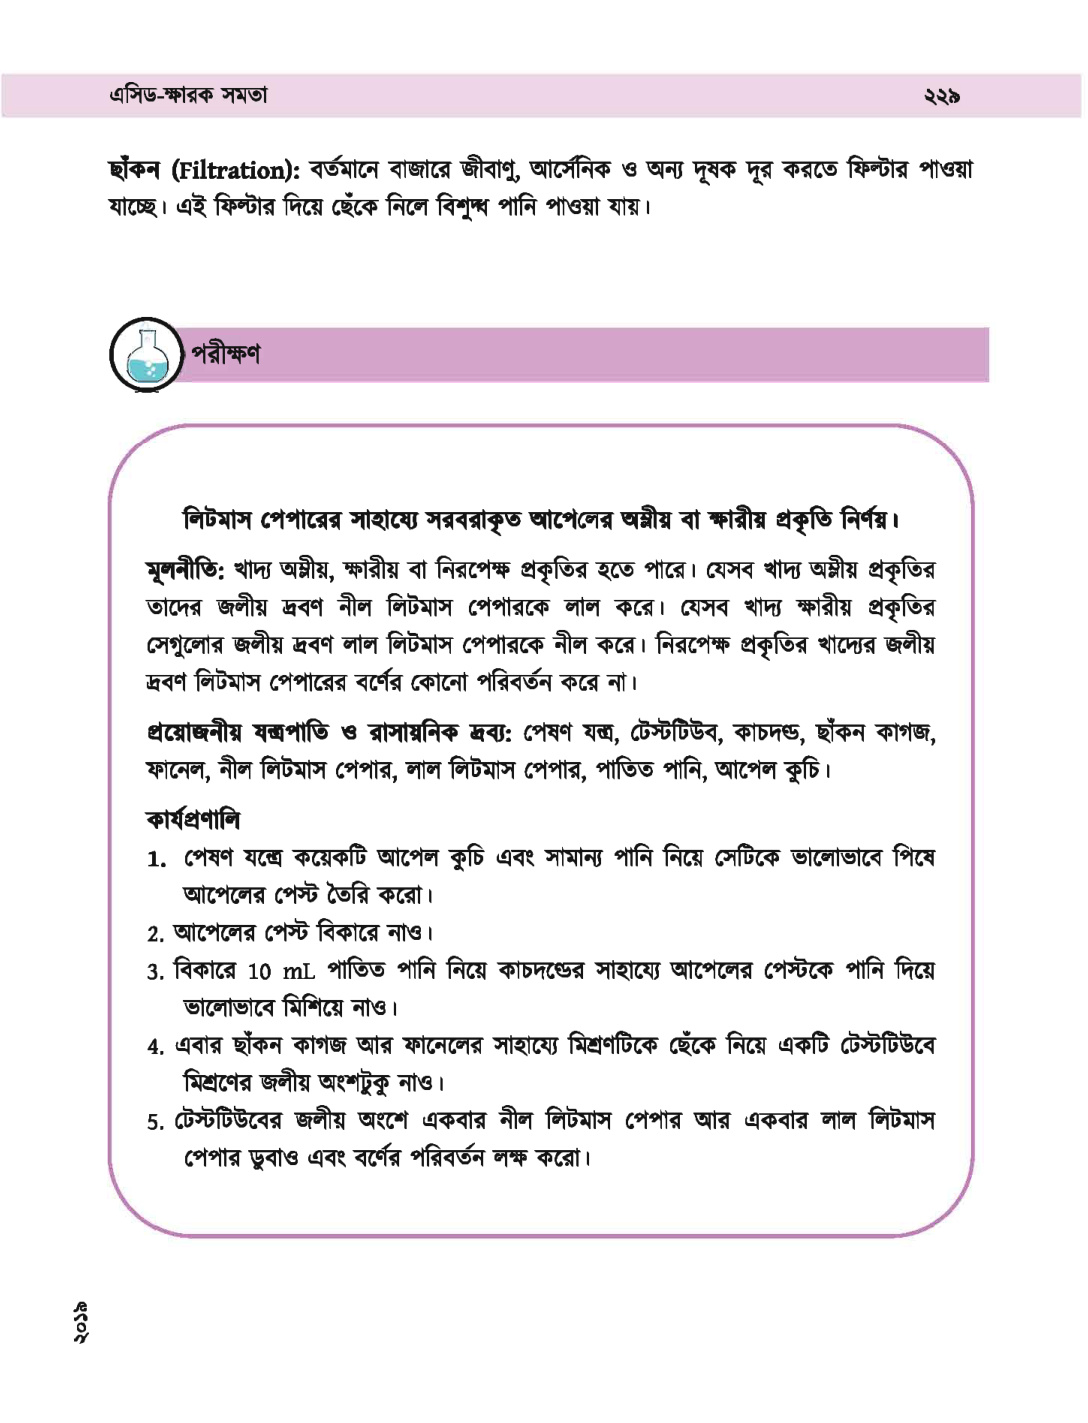 এসিড-ক্ষারক সমতা ২২৯
ছাঁকন (Filtration): বর্তমানে বাজারে জীবাণু, আর্সেনিক ও অন্য দূষক দূর করতে ফিল্টার পাওয়া
যাচ্ছে। এই ফিল্টার দিয়ে ছেঁকে নিলে বিশুদ্ধ পানি পাওয়া যায়।
পরীক্ষণ
লিটমাস পেপারের সাহায্যে সরবরাকৃত আপেলের অম্লীয় বা ক্ষারীয় প্রকৃতি নির্ণয়।
মূলনীতি: খাদ্য অম্লীয়, ক্ষারীয় বা নিরপেক্ষ প্রকৃতির হতে পারে। যেসব খাদ্য অম্লীয় প্রকৃতির
তাদের জলীয় দ্রবণ নীল লিটমাস পেপারকে লাল করে। যেসব খাদ্য ক্ষারীয় প্রকৃতির
সেগুলোর জলীয় দ্রবণ লাল লিটমাস পেপারকে নীল করে। নিরপেক্ষ প্রকৃতির খাদ্যের জলীয়
দ্রবণ লিটমাস পেপারের বর্ণের কোনো পরিবর্তন করে না।
প্রয়োজনীয় যন্ত্রপাতি ও রাসায়নিক দ্রব্য: পেষণ যন্ত্র, টেস্টটিউব, কাচদণ্ড, ছাঁকন কাগজ,
ফানেল, নীল লিটমাস পেপার, লাল লিটমাস পেপার, পাতিত পানি, আপেল কুচি।
কার্যপ্রণালি
1. পেষণ যন্ত্রে কয়েকটি আপেল কুচি এবং সামান্য পানি নিয়ে সেটিকে ভালোভাবে পিষে
আপেলের পেস্ট তৈরি করো।
2. আপেলের পেস্ট বিকারে নাও।
3. বিকারে 10 mL পাতিত পানি নিয়ে কাচদণ্ডের সাহায্যে আপেলের পেস্টকে পানি দিয়ে
ভালোভাবে মিশিয়ে নাও।
4. এবার ছাঁকন কাগজ আর ফানেলের সাহায্যে মিশ্রণটিকে ছেঁকে নিয়ে একটি টেস্টটিউবে
মিশ্রণের জলীয় অংশটুকু নাও।
5. টেস্টটিউবের জলীয় অংশে একবার নীল লিটমাস পেপার আর একবার লাল লিটমাস
পেপার ডুবাও এবং বর্ণের পরিবর্তন লক্ষ করো।
২০১৯